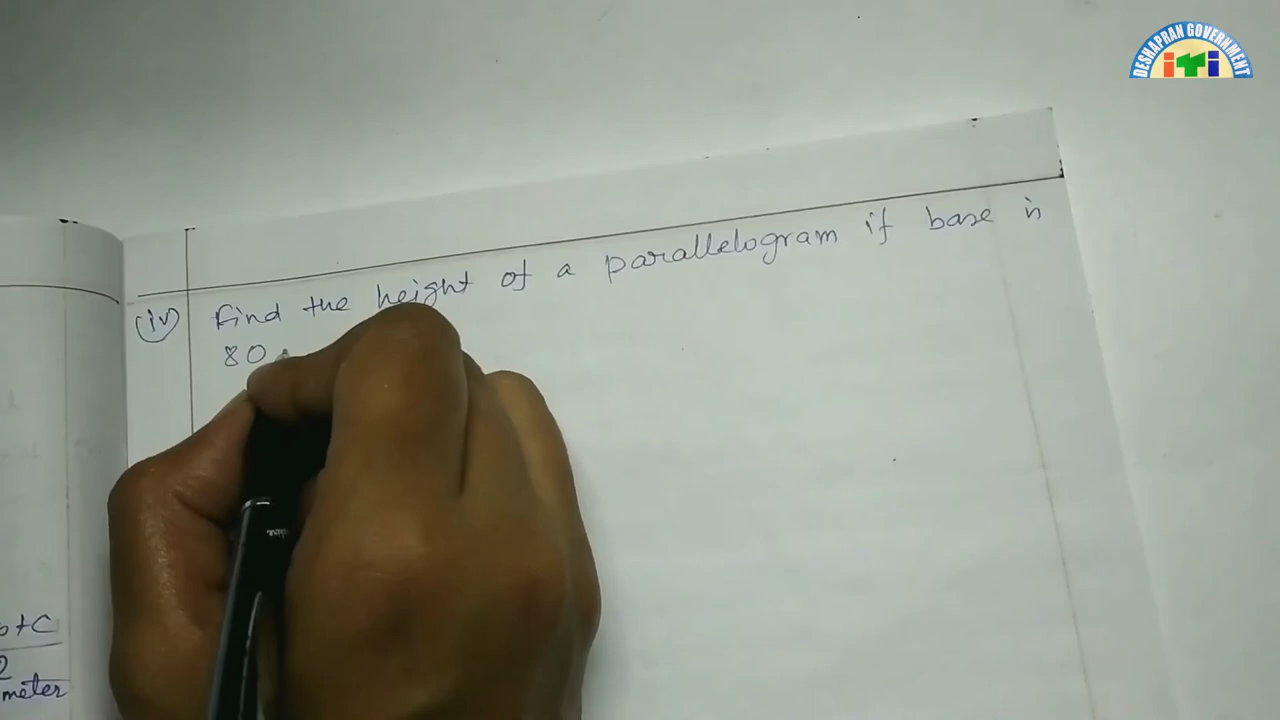 DESHAPRAN GOVERNMENT
iTi
(iv) Find the height of a parallelogram if base is
80
b+c
2
meter